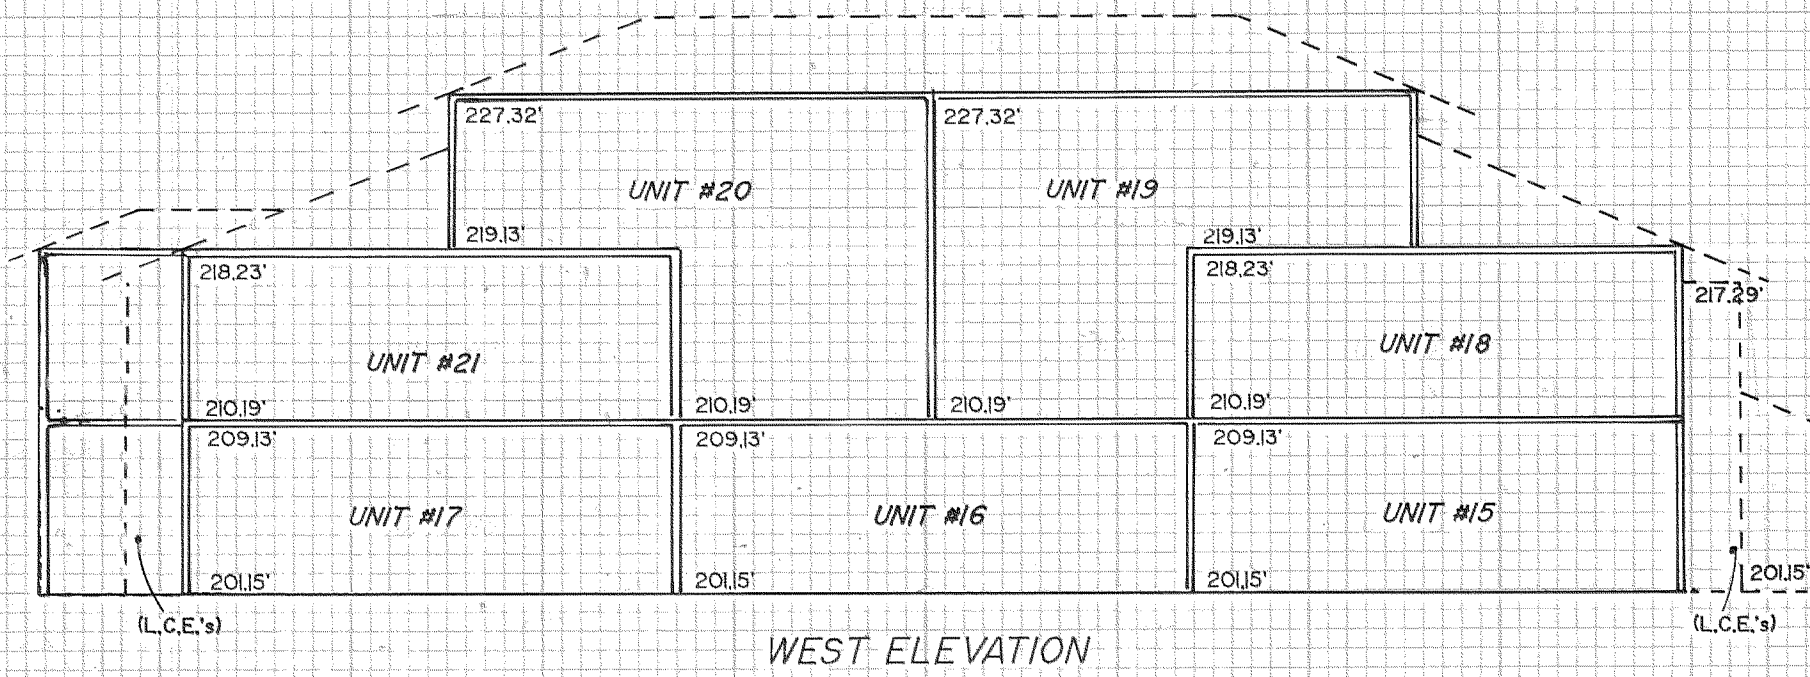 227.32'
227.32'
UNIT #20
UNIT #19
219.13'
219.13'
218.23'
218.23'
217.29'
UNIT #21
UNIT #18
210.19'
210.19'
210.19'
210.19'
209.13'
209.13'
209.13'
UNIT #17
UNIT #16
UNIT #15
201.15'
201.15'
201.15'
201.15'
(L.C.E.'s)
(L.C.E.'s)
WEST ELEVATION